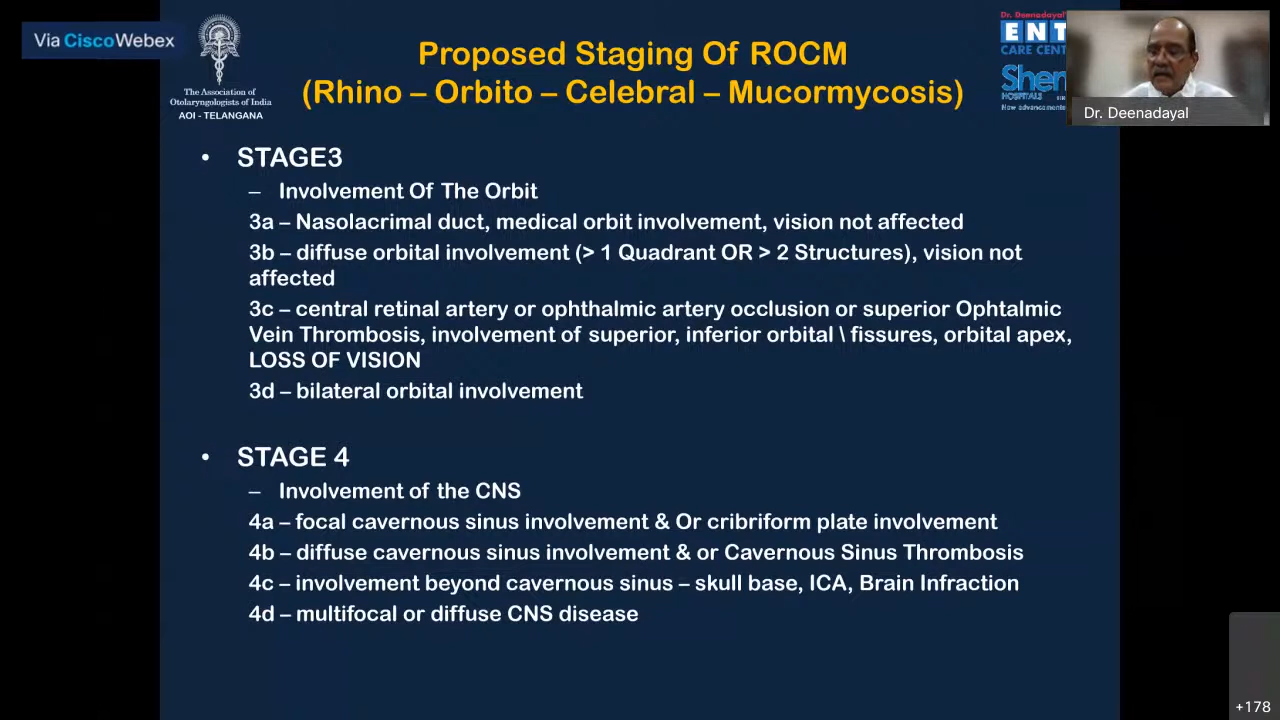 Via CiscoWebex
The Association of
Otolaryngologists of India
AOI - TELANGANA
Proposed Staging Of ROCM
(Rhino – Orbito – Celebral – Mucormycosis)
Dr. Deenadayal
ENT
CARE CENT
Shen
HOSPITALS
New advancements
Dr. Deenadayal
• STAGE3
– Involvement Of The Orbit
3a – Nasolacrimal duct, medical orbit involvement, vision not affected
3b – diffuse orbital involvement (> 1 Quadrant OR > 2 Structures), vision not
affected
3c – central retinal artery or ophthalmic artery occlusion or superior Ophtalmic
Vein Thrombosis, involvement of superior, inferior orbital \ fissures, orbital apex,
LOSS OF VISION
3d – bilateral orbital involvement
• STAGE 4
– Involvement of the CNS
4a – focal cavernous sinus involvement & Or cribriform plate involvement
4b – diffuse cavernous sinus involvement & or Cavernous Sinus Thrombosis
4c – involvement beyond cavernous sinus – skull base, ICA, Brain Infraction
4d – multifocal or diffuse CNS disease
+178